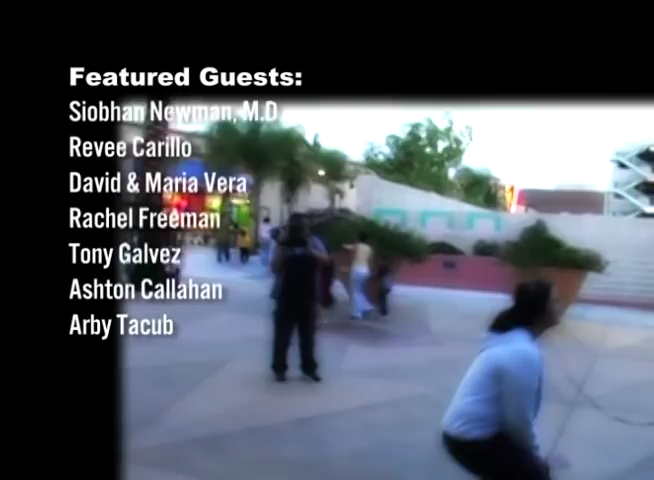 Featured Guests:
Siobhan Newman, M.D
Revee Carillo
David & Maria Vera
Rachel Freeman
Tony Galvez
Ashton Callahan
Arby Tacub